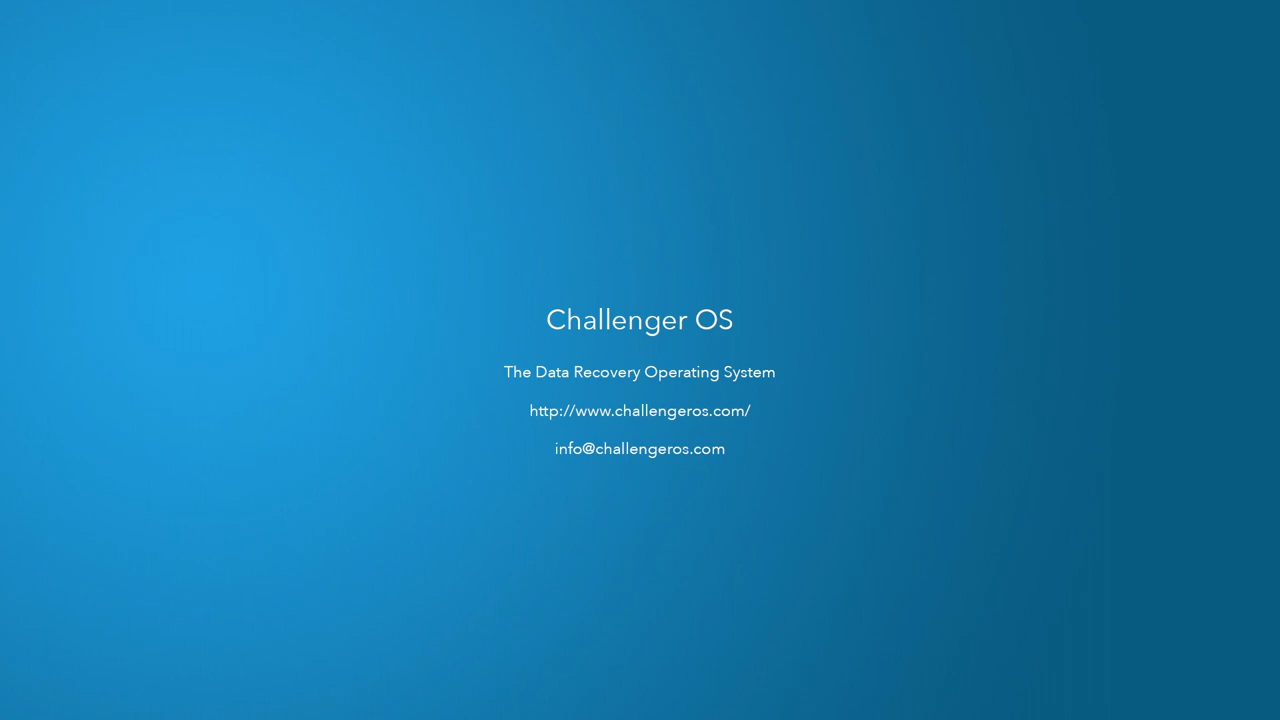 Challenger OS
The Data Recovery Operating System
http://www.challengeros.com/
info@challengeros.com